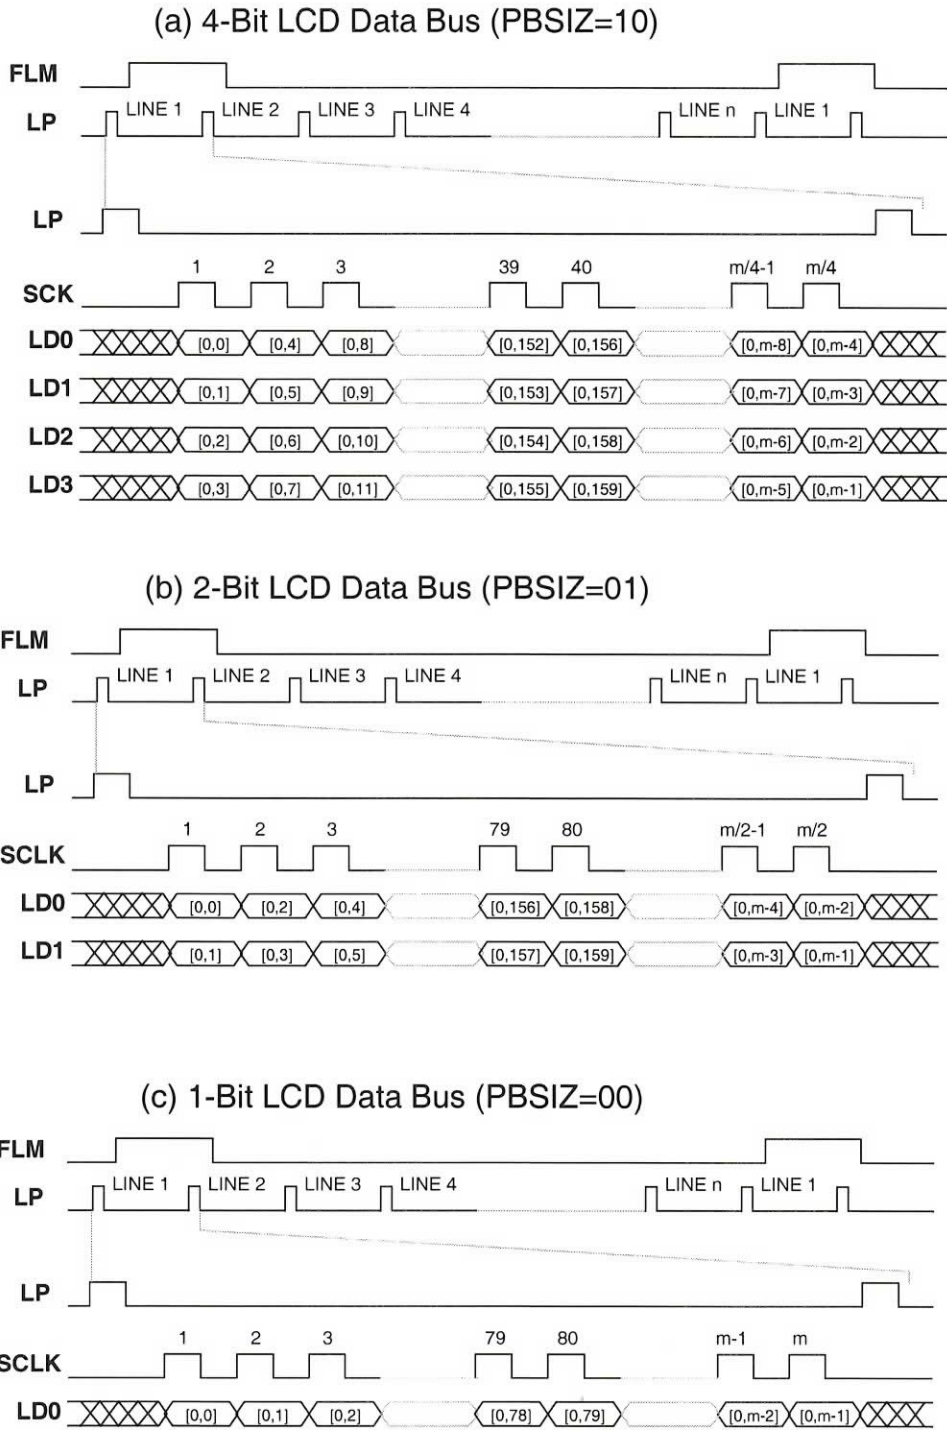 (a) 4-Bit LCD Data Bus (PBSIZ=10)
FLM
LP LINE 1 LINE 2 LINE 3 LINE 4 LINE n LINE 1
LP
1 2 3 39 40 m/4-1 m/4
SCK
LD0 [0,0] [0,4] [0,8] [0,152] [0,156] [0,m-8] [0,m-4]
LD1 [0,1] [0,5] [0,9] [0,153] [0,157] [0,m-7] [0,m-3]
LD2 [0,2] [0,6] [0,10] [0,154] [0,158] [0,m-6] [0,m-2]
LD3 [0,3] [0,7] [0,11] [0,155] [0,159] [0,m-5] [0,m-1]
(b) 2-Bit LCD Data Bus (PBSIZ=01)
FLM
LP LINE 1 LINE 2 LINE 3 LINE 4 LINE n LINE 1
LP
1 2 3 79 80 m/2-1 m/2
SCLK
LD0 [0,0] [0,2] [0,4] [0,156] [0,158] [0,m-4] [0,m-2]
LD1 [0,1] [0,3] [0,5] [0,157] [0,159] [0,m-3] [0,m-1]
(c) 1-Bit LCD Data Bus (PBSIZ=00)
FLM
LP LINE 1 LINE 2 LINE 3 LINE 4 LINE n LINE 1
LP
1 2 3 79 80 m-1 m
SCLK
LD0 [0,0] [0,1] [0,2] [0,78] [0,79] [0,m-2] [0,m-1]